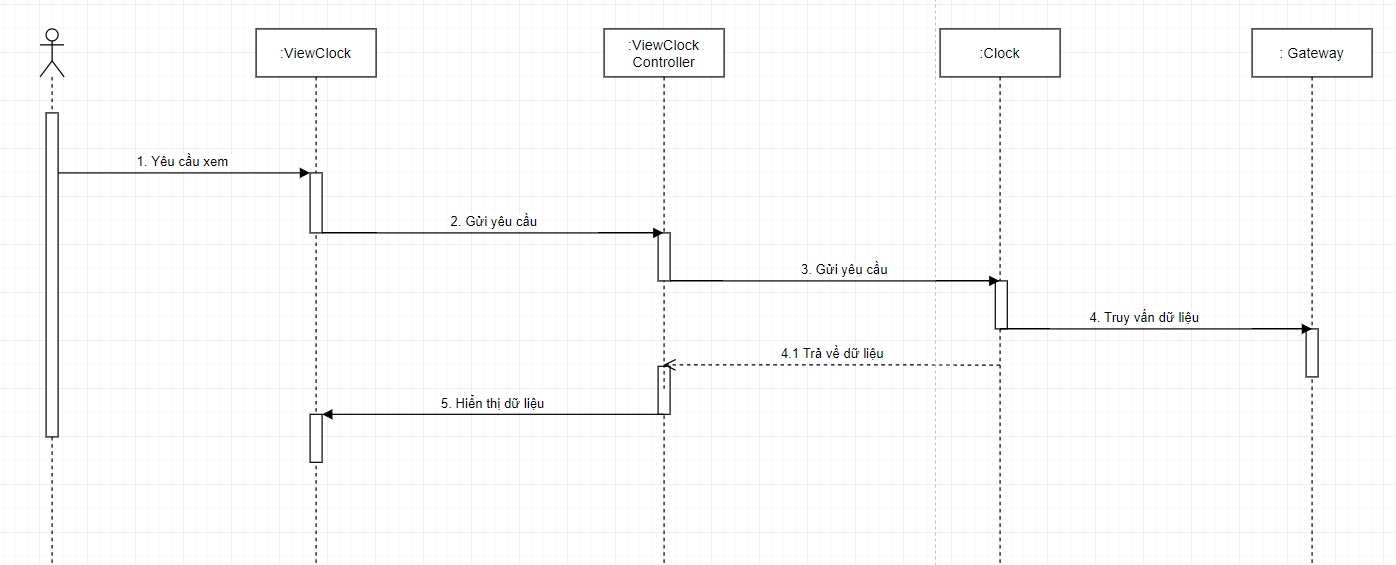 :ViewClock
:ViewClock
Controller
:Clock
: Gateway
1. Yêu cầu xem
2. Gửi yêu cầu
3. Gửi yêu cầu
4. Truy vấn dữ liệu
4.1 Trả về dữ liệu
5. Hiển thị dữ liệu